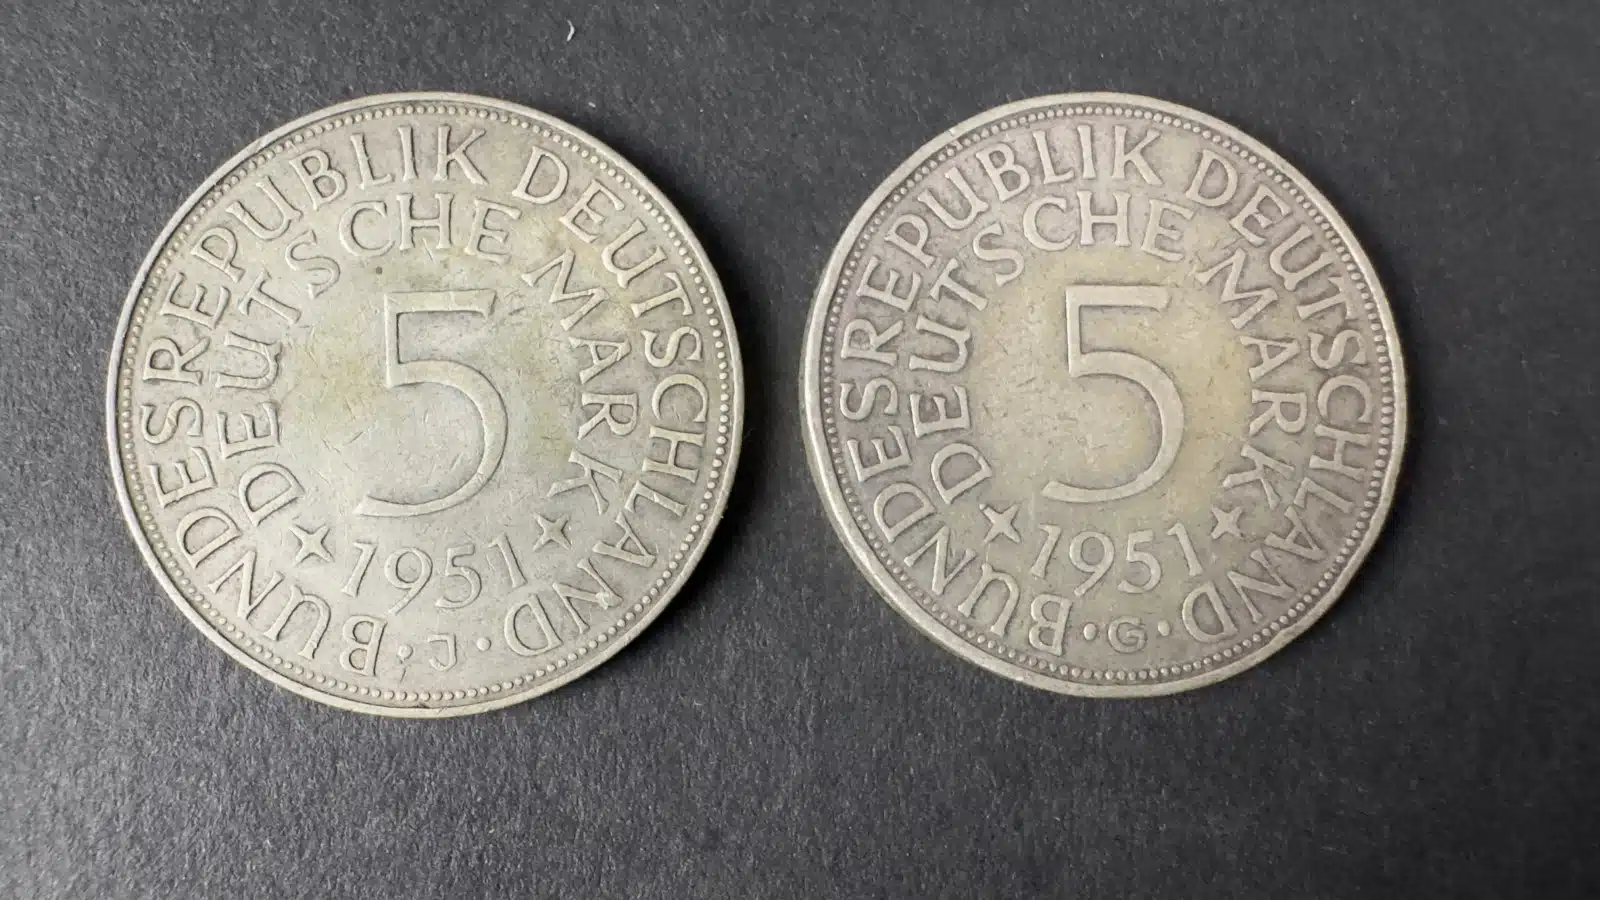 BUNDESREPUBLIK DEUTSCHLAND
DEUTSCHE MARK
5
1951
· J ·
BUNDESREPUBLIK DEUTSCHLAND
DEUTSCHE MARK
5
1951
· G ·